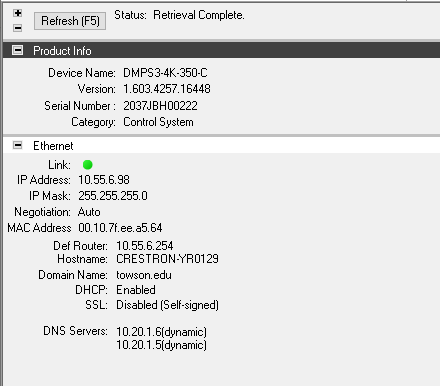 Refresh (F5) Status: Retrieval Complete.
Product Info
Device Name: DMPS3-4K-350-C
Version: 1.603.4257.16448
Serial Number : 2037JBH00222
Category: Control System
Ethernet
Link:
IP Address: 10.55.6.98
IP Mask: 255.255.255.0
Negotiation: Auto
MAC Address 00.10.7f.ee.a5.64
Def Router: 10.55.6.254
Hostname: CRESTRON-YR0129
Domain Name: towson.edu
DHCP: Enabled
SSL: Disabled (Self-signed)
DNS Servers: 10.20.1.6(dynamic)
10.20.1.5(dynamic)